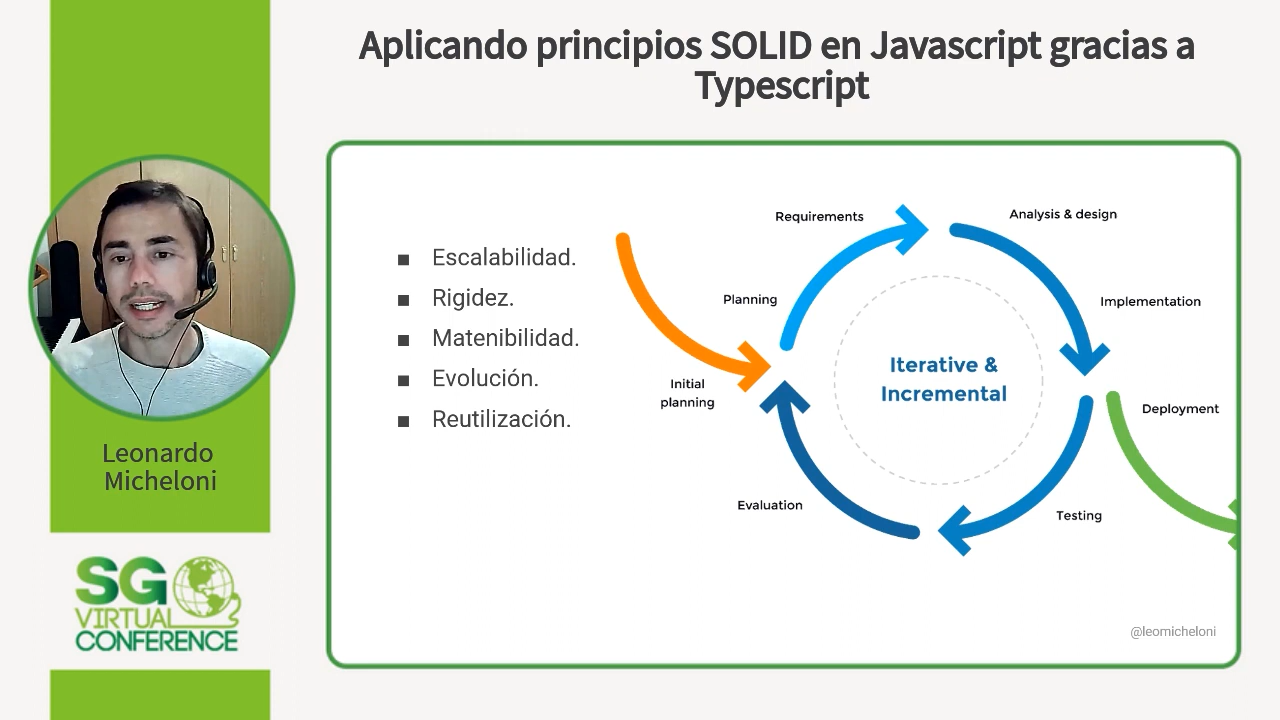 Aplicando principios SOLID en Javascript gracias a
Typescript
Leonardo
Micheloni
SG
VIRTUAL
CONFERENCE
Escalabilidad.
Rigidez.
Matenibilidad.
Evolución.
Reutilización.
Requirements
Analysis & design
Planning
Implementation
Iterative &
Incremental
Initial
planning
Deployment
Evaluation
Testing
@leomicheloni